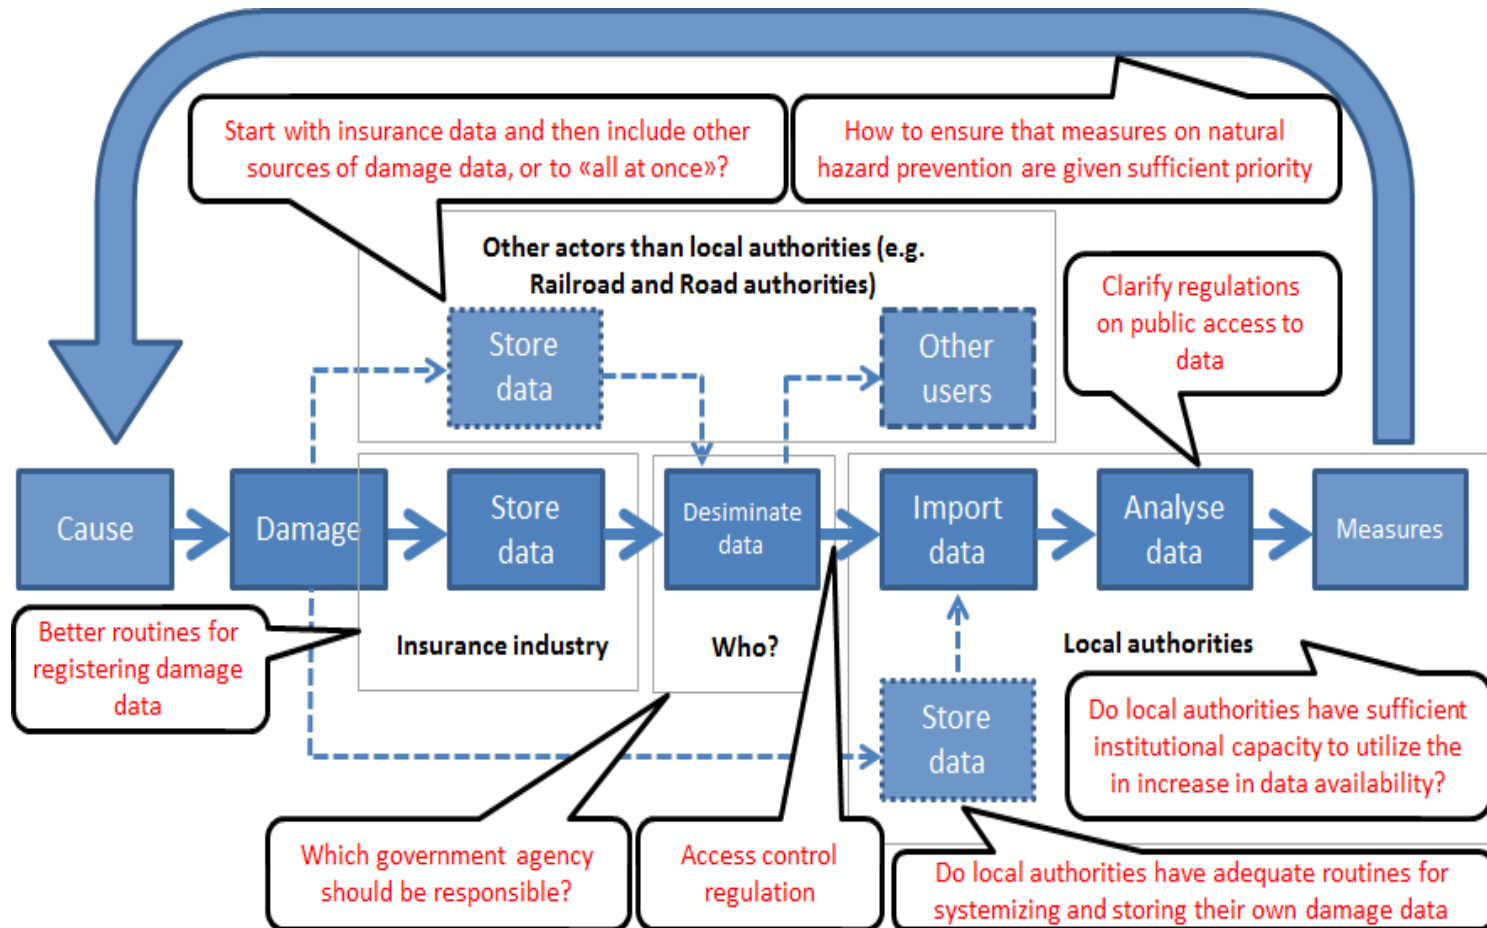 Start with insurance data and then include other
sources of damage data, or to «all at once»?
How to ensure that measures on natural
hazard prevention are given sufficient priority
Other actors than local authorities (e.g.
Railroad and Road authorities)
Clarify regulations
on public access to
data
Store
data
Other
users
Cause
Damage
Store
data
Desiminate
data
Import
data
Analyse
data
Measures
Better routines for
registering damage
data
Insurance industry
Who?
Local authorities
Store
data
Do local authorities have sufficient
institutional capacity to utilize the
in increase in data availability?
Which government agency
should be responsible?
Access control
regulation
Do local authorities have adequate routines for
systemizing and storing their own damage data